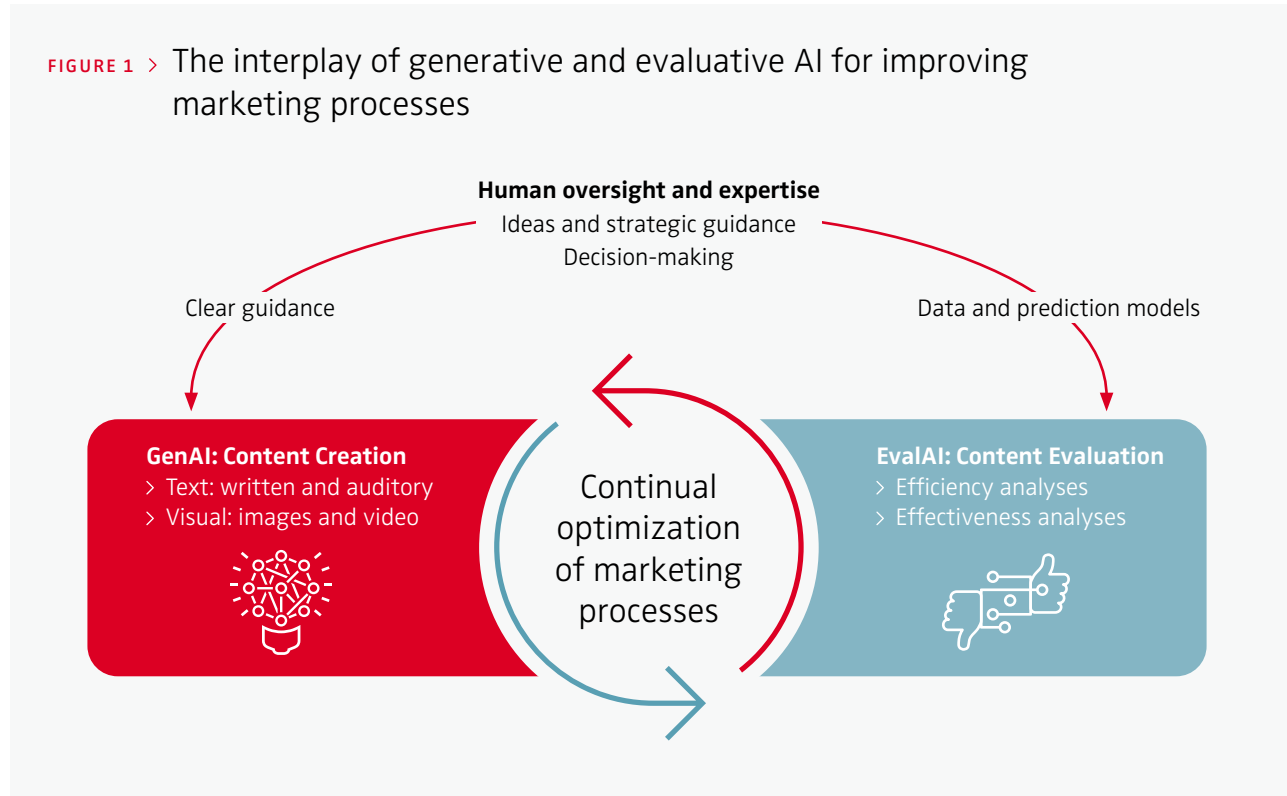 FIGURE 1 > The interplay of generative and evaluative AI for improving
marketing processes
Human oversight and expertise
Ideas and strategic guidance
Decision-making
Clear guidance
Data and prediction models
GenAI: Content Creation
> Text: written and auditory
> Visual: images and video
Continual
optimization
of marketing
processes
EvalAI: Content Evaluation
> Efficiency analyses
> Effectiveness analyses